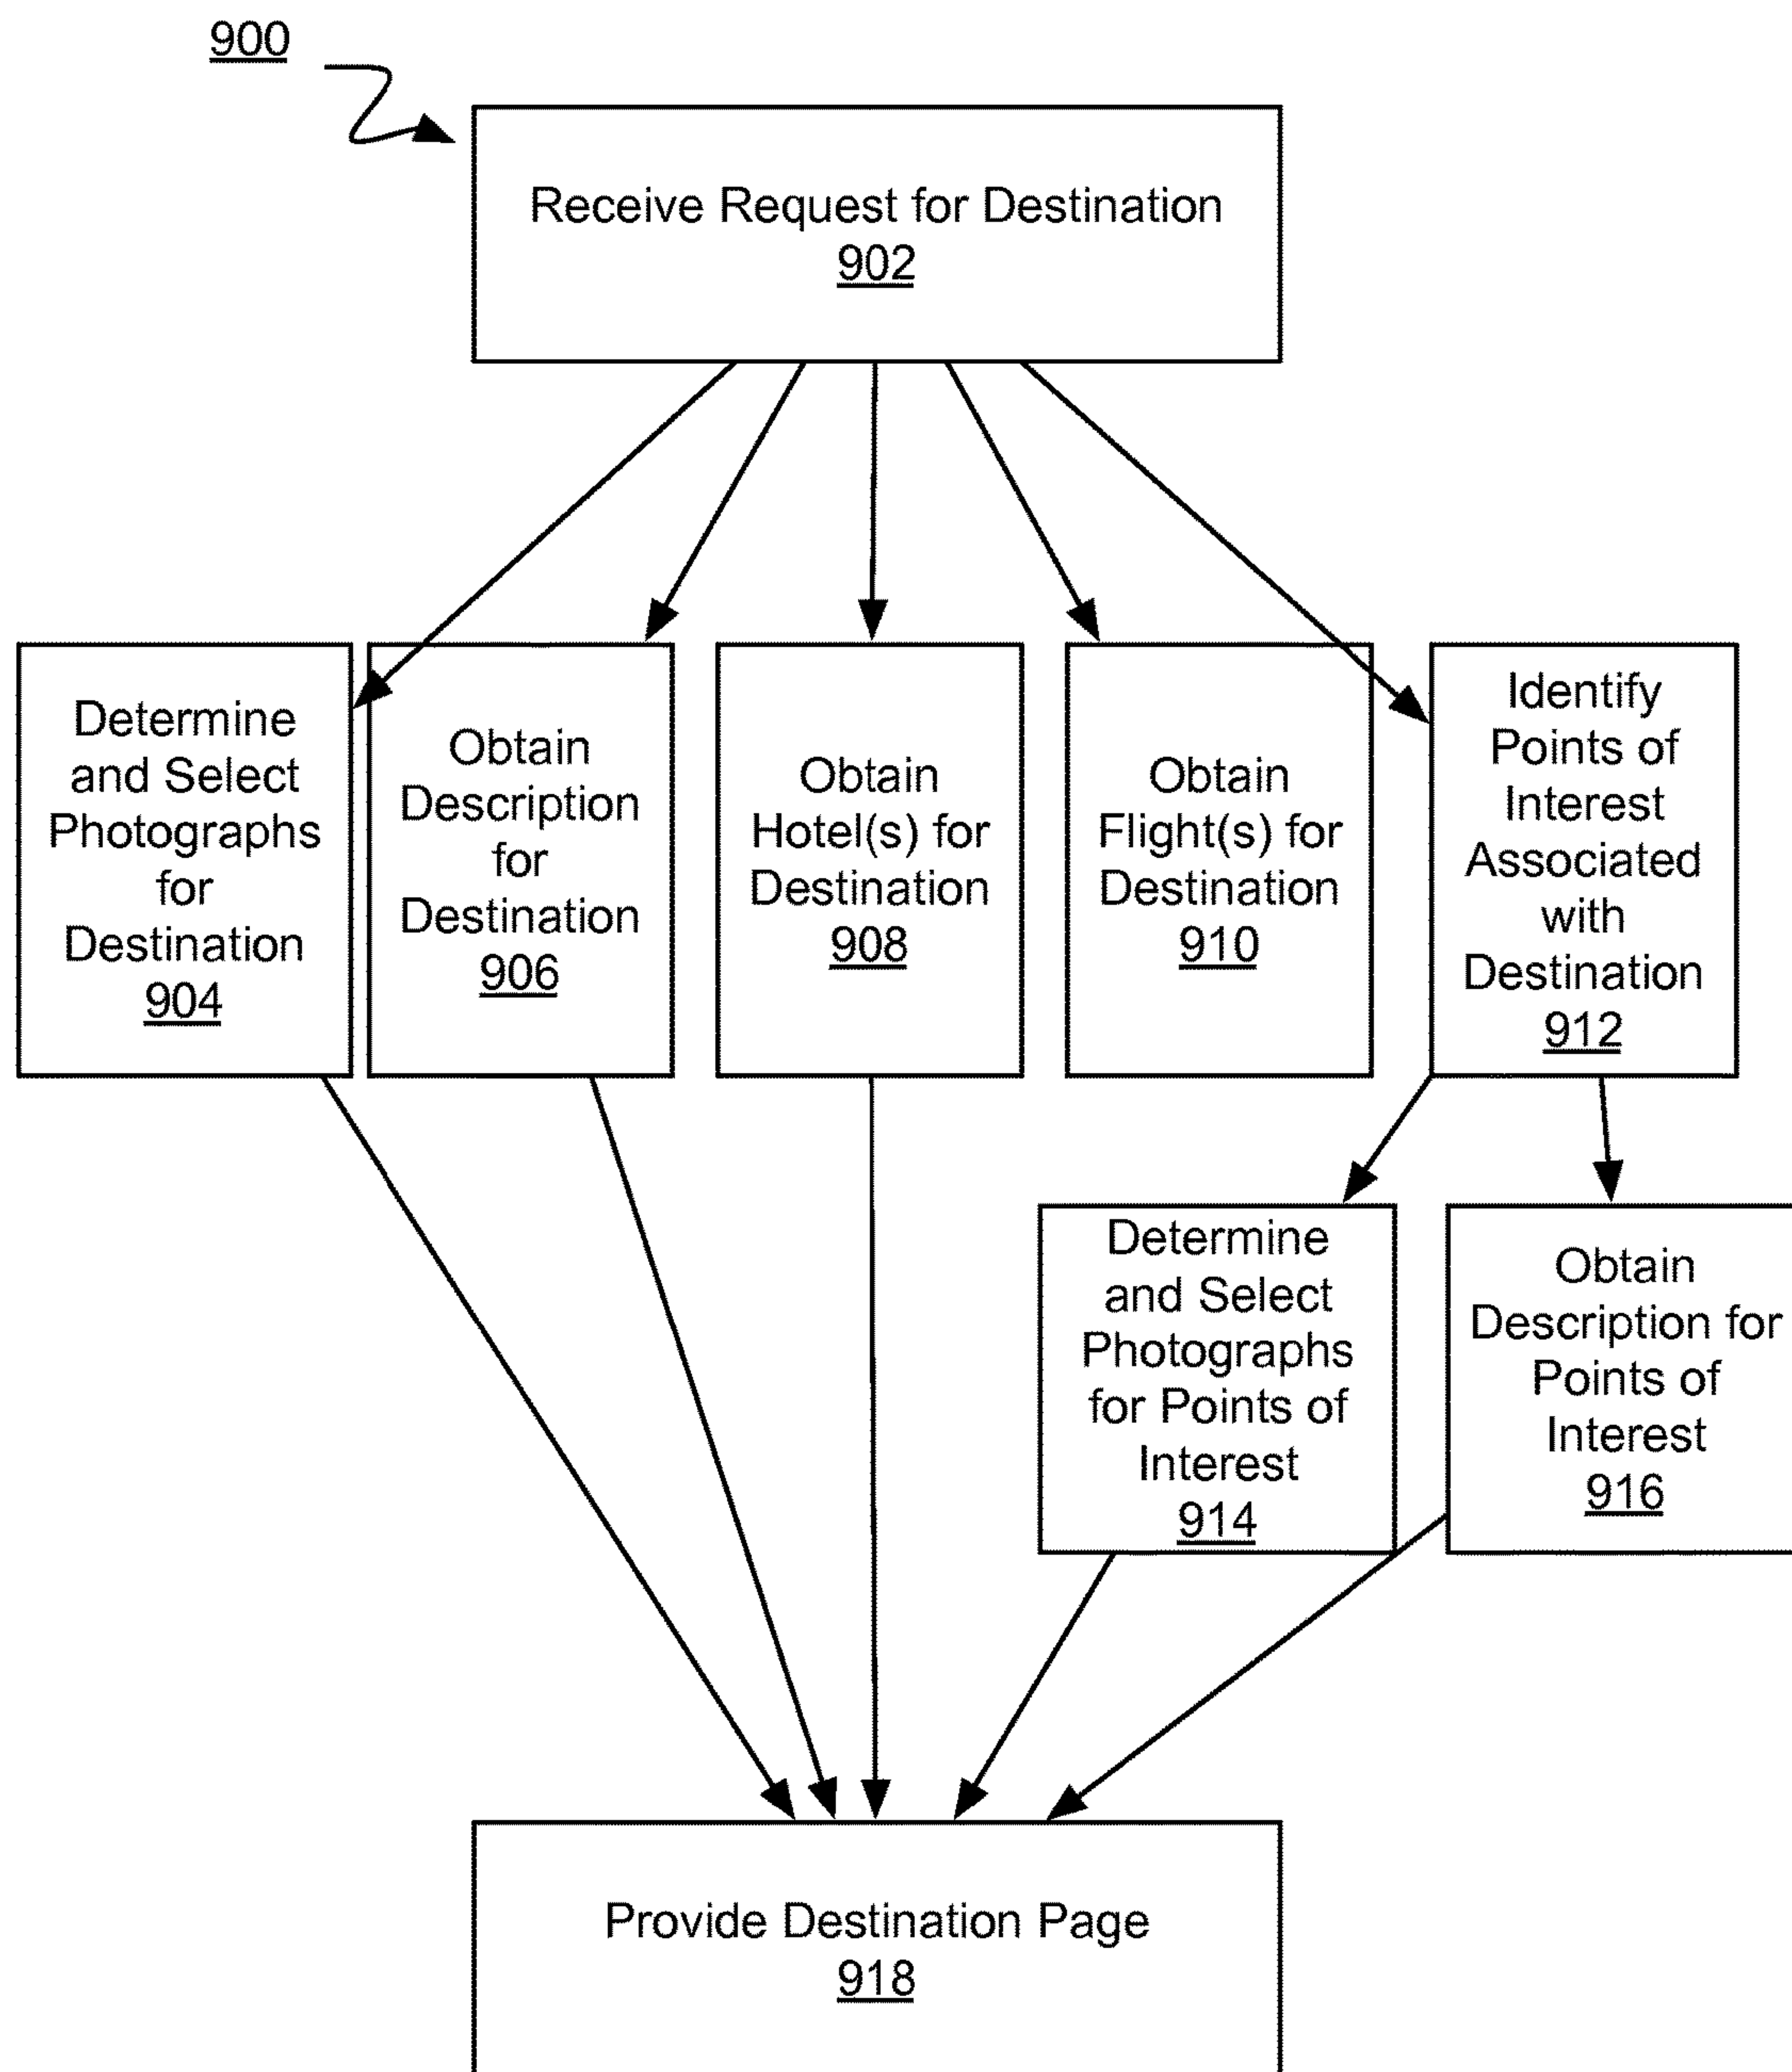 900
Receive Request for Destination
902
Determine
and Select
Photographs
for
Destination
904
Obtain
Description
for
Destination
906
Obtain
Hotel(s) for
Destination
908
Obtain
Flight(s) for
Destination
910
Identify
Points of
Interest
Associated
with
Destination
912
Determine
and Select
Photographs
for Points of
Interest
914
Obtain
Description for
Points of
Interest
916
Provide Destination Page
918